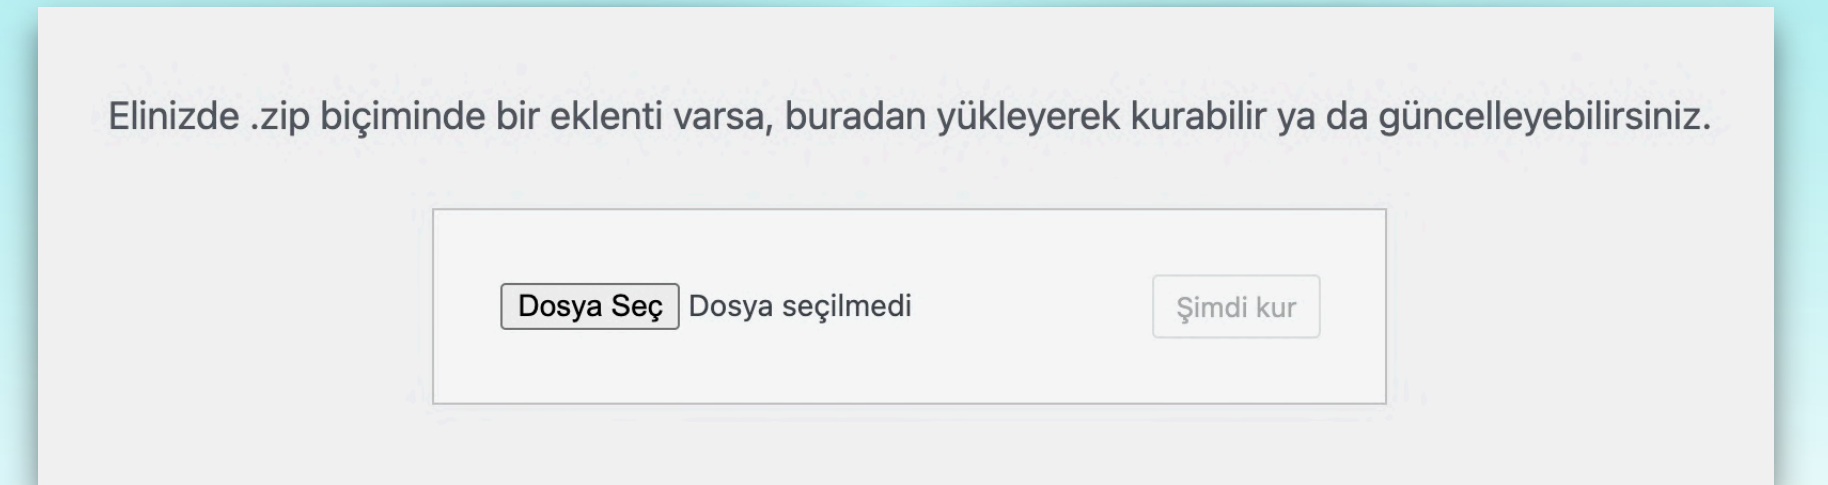 Elinizde .zip biçiminde bir eklenti varsa, buradan yükleyerek kurabilir ya da güncelleyebilirsiniz.
Dosya Seç Dosya seçilmedi Şimdi kur